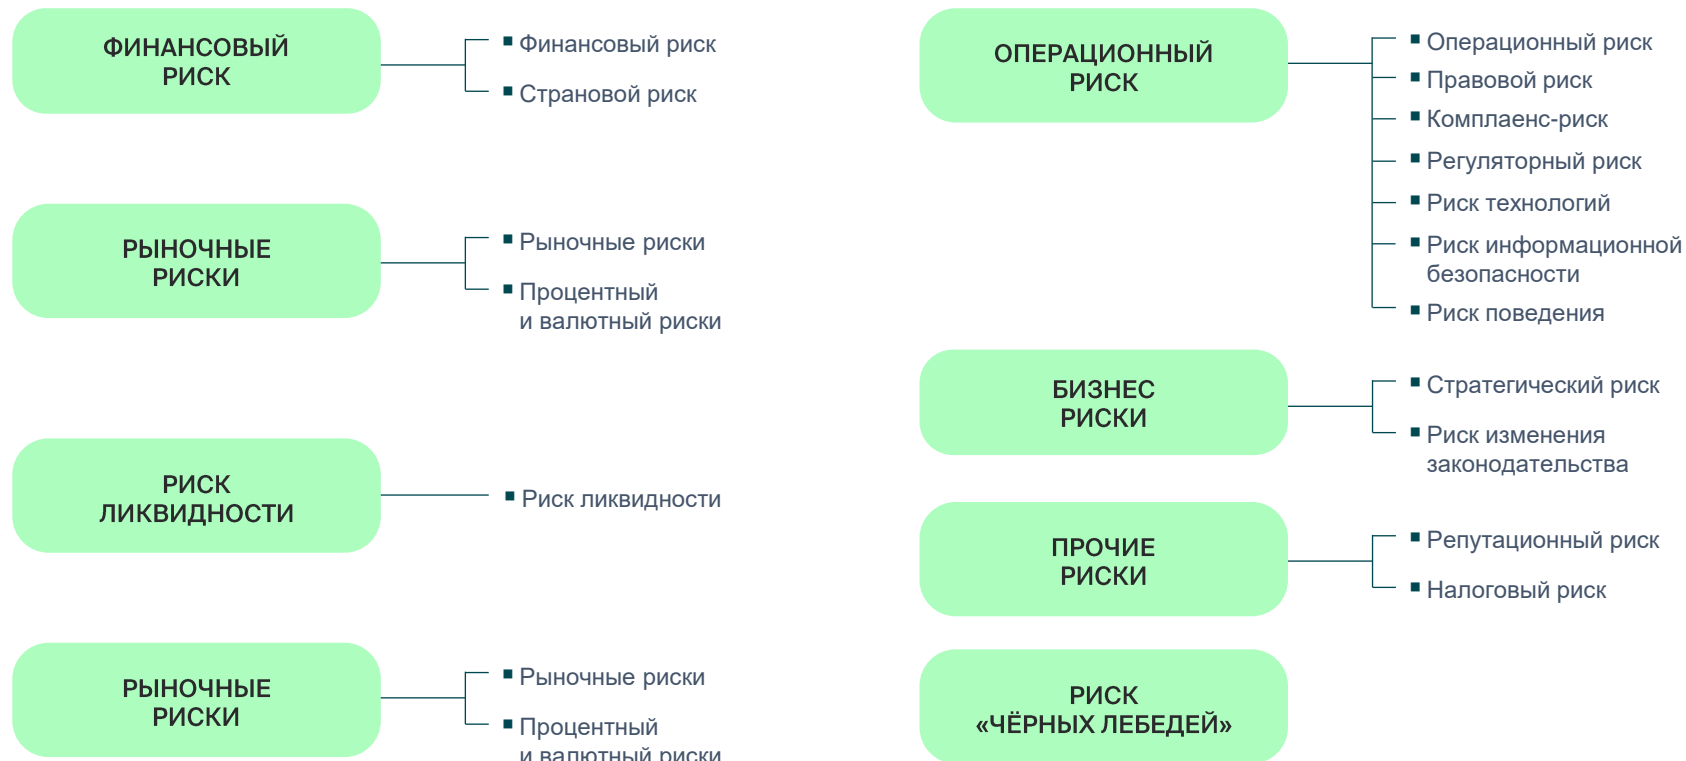 ФИНАНСОВЫЙ
РИСК
Финансовый риск
Страновой риск
РЫНОЧНЫЕ
РИСКИ
Рыночные риски
Процентный
и валютный риски
РИСК
ЛИКВИДНОСТИ
Риск ликвидности
РЫНОЧНЫЕ
РИСКИ
Рыночные риски
Процентный
и валютный риски
ОПЕРАЦИОННЫЙ
РИСК
Операционный риск
Правовой риск
Комплаенс-риск
Регуляторный риск
Риск технологий
Риск информационной
безопасности
Риск поведения
БИЗНЕС
РИСКИ
Стратегический риск
Риск изменения
законодательства
ПРОЧИЕ
РИСКИ
Репутационный риск
Налоговый риск
РИСК
«ЧЁРНЫХ ЛЕБЕДЕЙ»